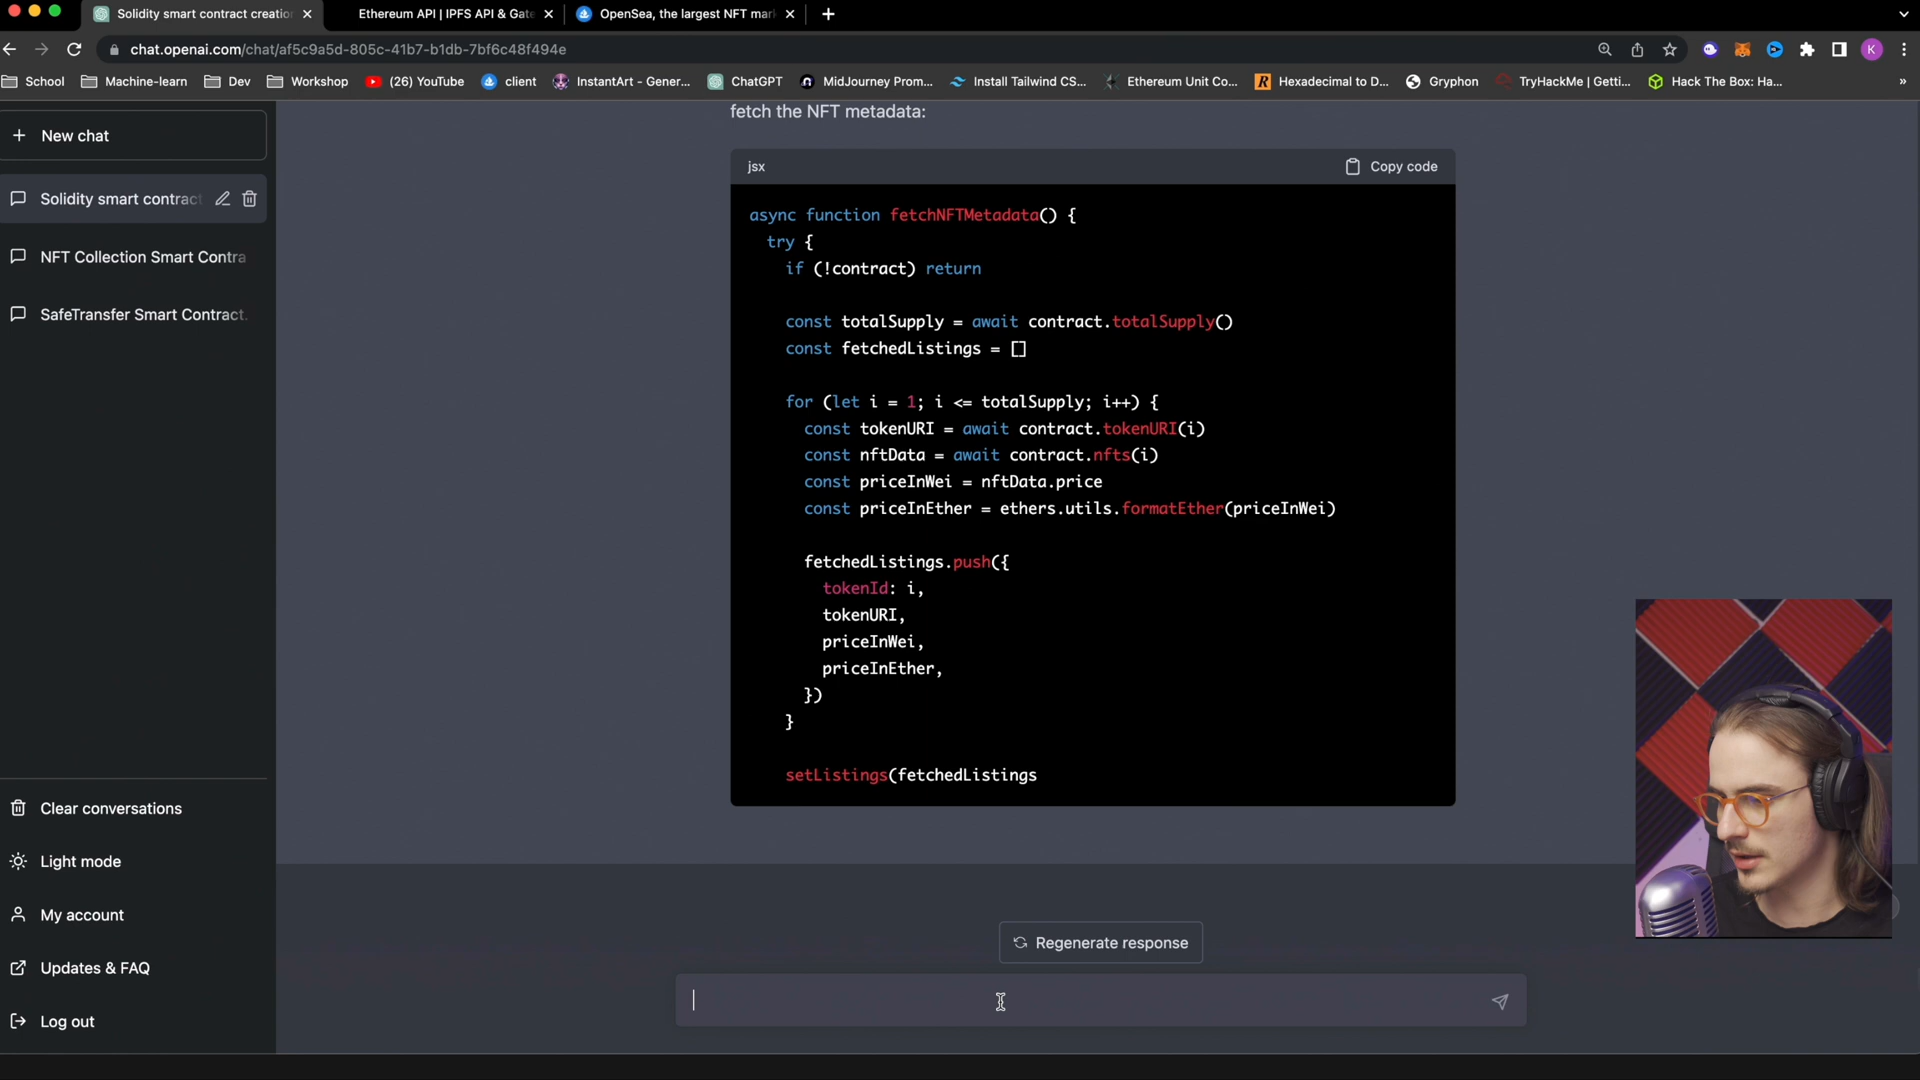 Solidity smart contract creation
Ethereum API | IPFS API & Gate
OpenSea, the largest NFT mark
chat.openai.com/chat/af5c9a5d-805c-41b7-b1db-7bf6c48f494e
K
School
Machine-learn
Dev
Workshop
(26) YouTube
client
InstantArt - Gener...
ChatGPT
MidJourney Prom...
Install Tailwind CS...
Ethereum Unit Co...
Hexadecimal to D...
Gryphon
TryHackMe | Getti...
Hack The Box: Ha...
»
New chat
Solidity smart contract
NFT Collection Smart Contra
SafeTransfer Smart Contract.
Clear conversations
Light mode
My account
Updates & FAQ
Log out
fetch the NFT metadata:
jsx
Copy code
async function fetchNFTMetadata() {
try {
if (!contract) return
const totalSupply = await contract.totalSupply()
const fetchedListings = []
for (let i = 1; i <= totalSupply; i++) {
const tokenURI = await contract.tokenURI(i)
const nftData = await contract.nfts(i)
const priceInWei = nftData.price
const priceInEther = ethers.utils.formatEther(priceInWei)
fetchedListings.push({
tokenId: i,
tokenURI,
priceInWei,
priceInEther,
})
}
setListings(fetchedListings
Regenerate response